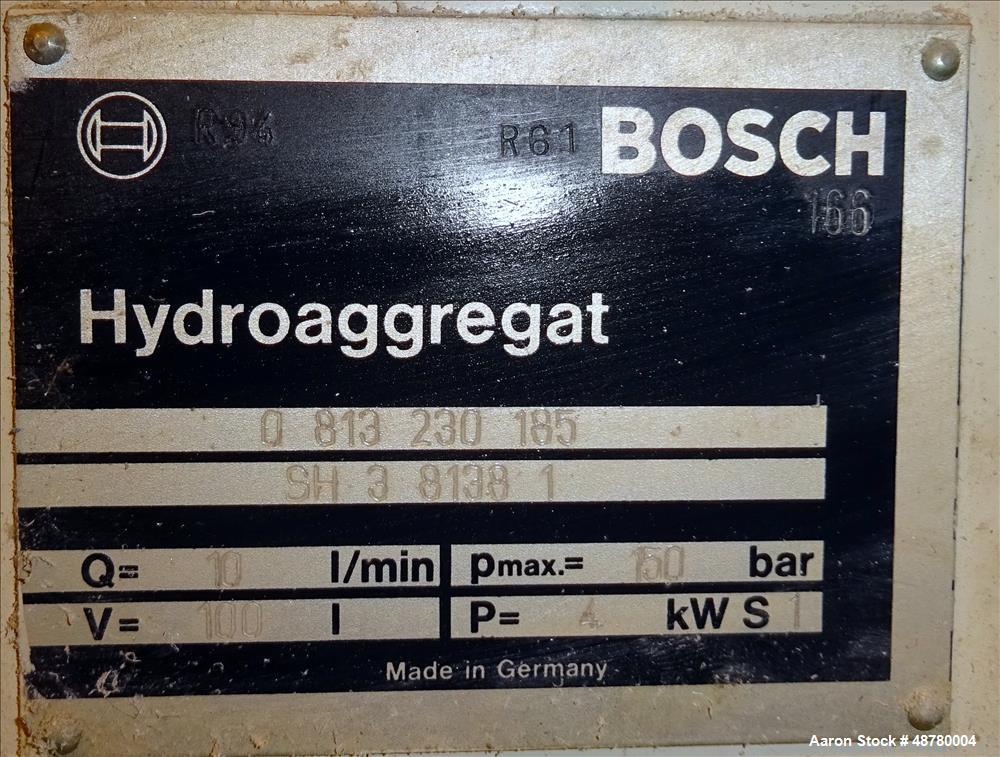 R94 R61 BOSCH
166
Hydroaggregat
0 813 230 185
SH 3 8138 1
Q= 10 l/min pmax.= 150 bar
V= 100 l P= 4 kW S 1
Made in Germany
Aaron Stock # 48780004